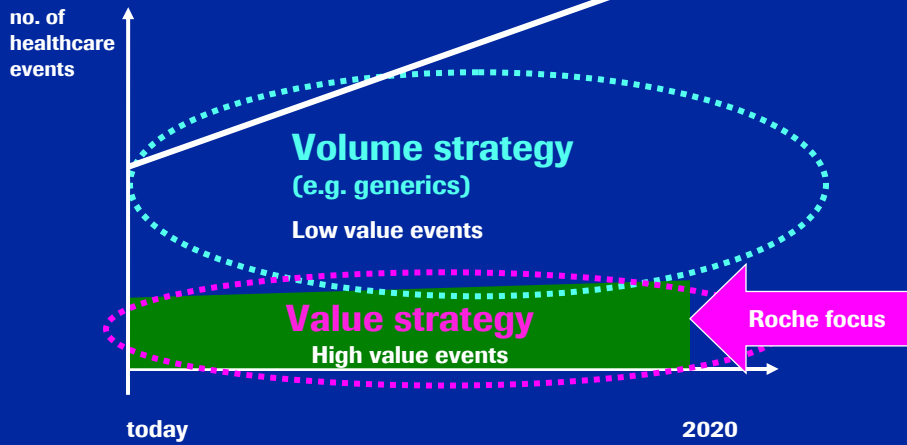 no. of
healthcare
events
Volume strategy
(e.g. generics)
Low value events
Value strategy
High value events
Roche focus
today
2020